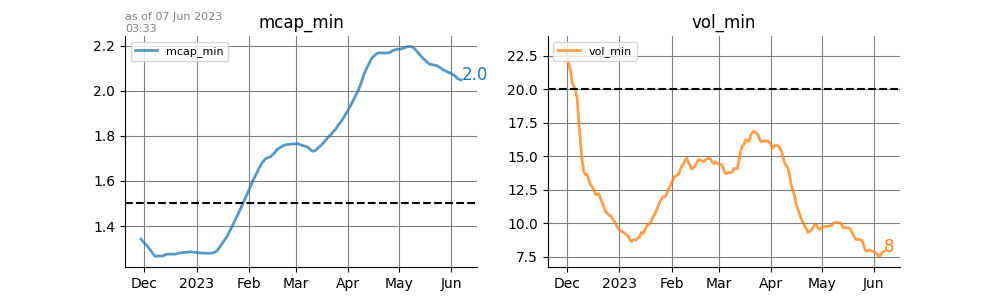 as of 07 Jun 2023
03:33
mcap_min
mcap_min
2.2
2.0
1.8
1.6
1.4
2.0
Dec 2023 Feb Mar Apr May Jun
vol_min
vol_min
22.5
20.0
17.5
15.0
12.5
10.0
7.5
8
Dec 2023 Feb Mar Apr May Jun